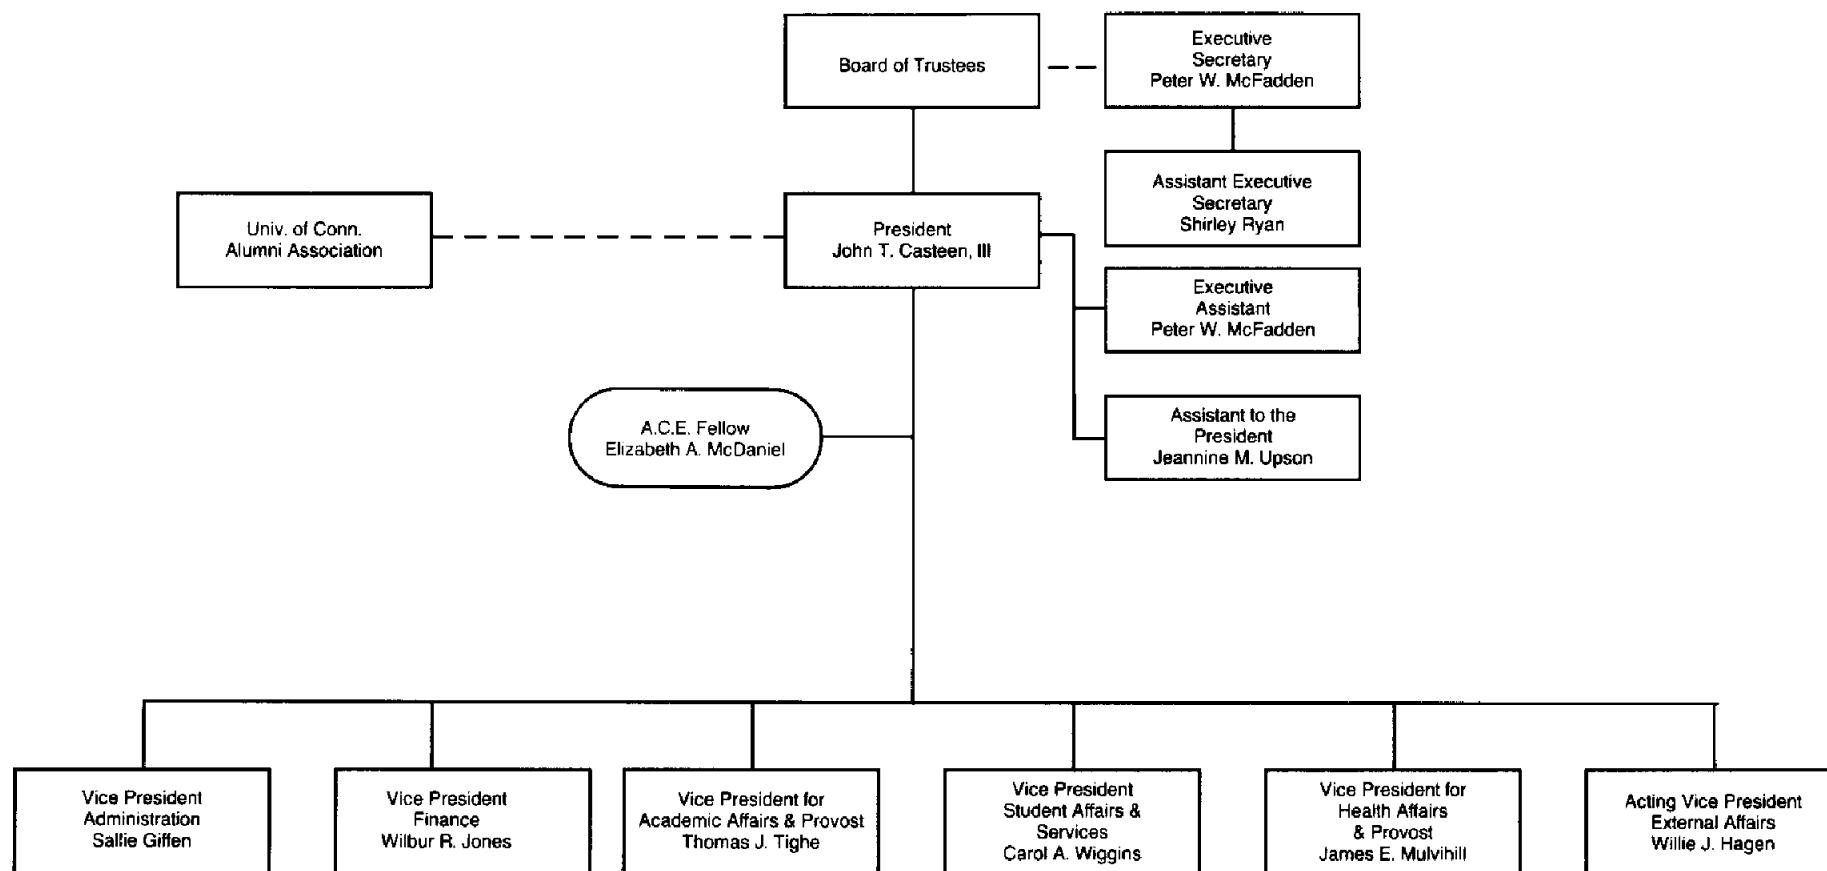 Board of Trustees
Executive
Secretary
Peter W. McFadden
Assistant Executive
Secretary
Shirley Ryan
Univ. of Conn.
Alumni Association
President
John T. Casteen, III
Executive
Assistant
Peter W. McFadden
A.C.E. Fellow
Elizabeth A. McDaniel
Assistant to the
President
Jeannine M. Upson
Vice President
Administration
Sallie Giffen
Vice President
Finance
Wilbur R. Jones
Vice President for
Academic Affairs & Provost
Thomas J. Tighe
Vice President
Student Affairs &
Services
Carol A. Wiggins
Vice President for
Health Affairs
& Provost
James E. Mulvihill
Acting Vice President
External Affairs
Willie J. Hagen